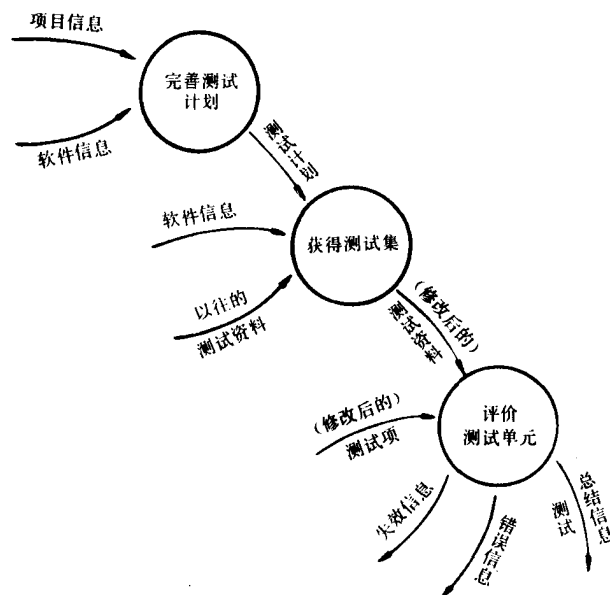 项目信息
完善测试
计划
软件信息
测试计划
软件信息
获得测试集
以往的
测试资料
(修改后的)
测试资料
(修改后的)
测试项
评价
测试单元
失效信息
错误信息
测试
总结信息